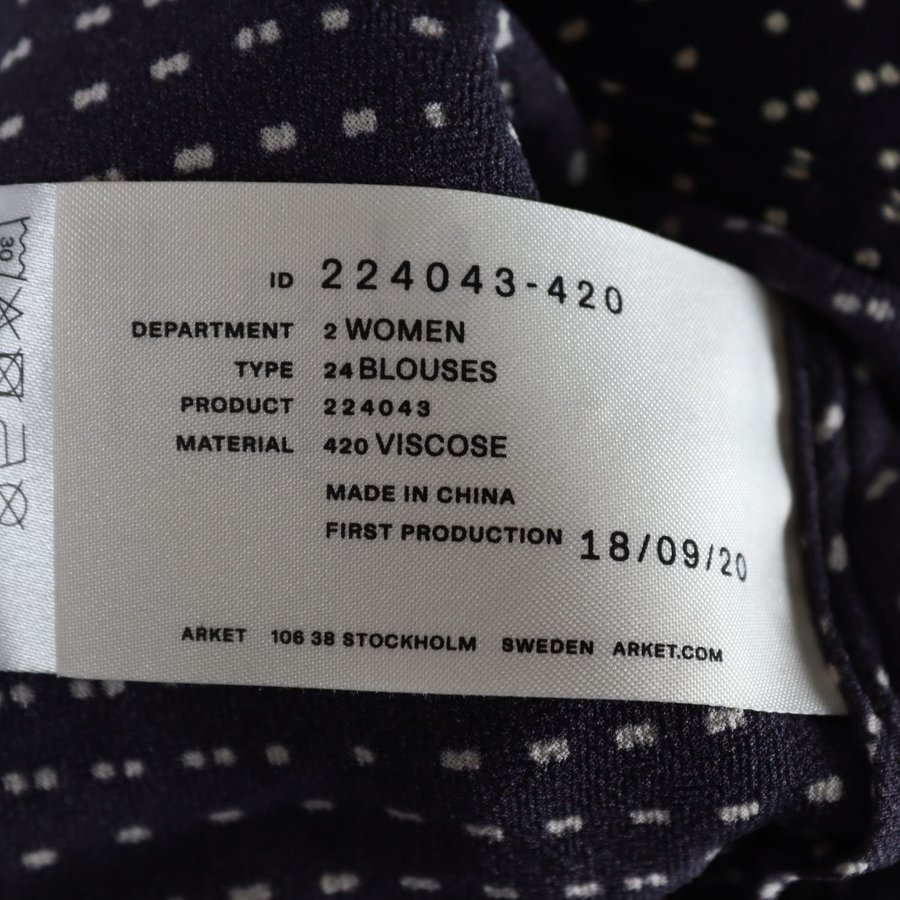 ID 224043-420
DEPARTMENT 2 WOMEN
TYPE 24 BLOUSES
PRODUCT 224043
MATERIAL 420 VISCOSE
MADE IN CHINA
FIRST PRODUCTION 18/09/20
ARKET 106 38 STOCKHOLM SWEDEN ARKET.COM
30